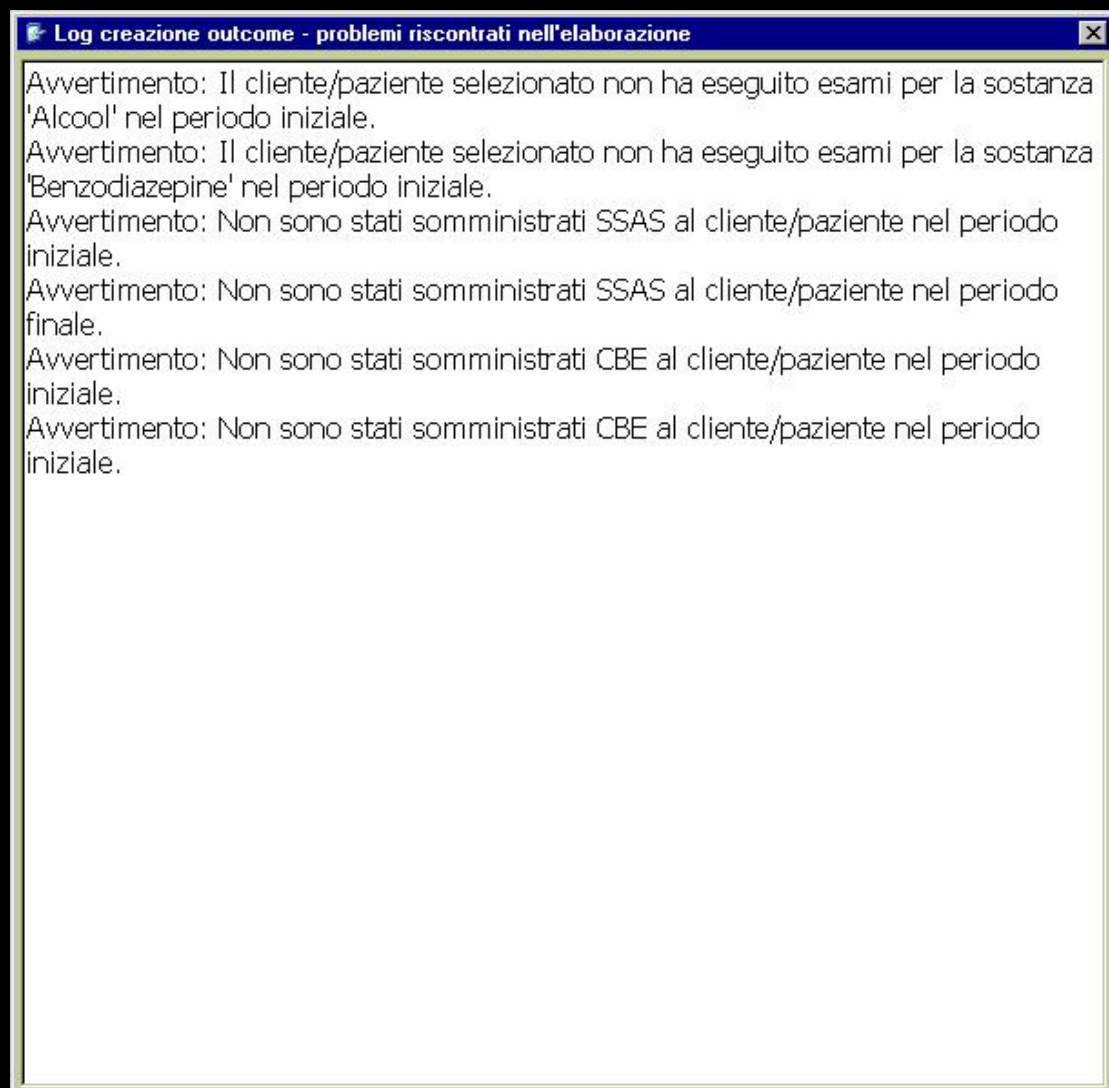 Log creazione outcome - problemi riscontrati nell'elaborazione
Avvertimento: Il cliente/paziente selezionato non ha eseguito esami per la sostanza
'Alcool' nel periodo iniziale.
Avvertimento: Il cliente/paziente selezionato non ha eseguito esami per la sostanza
'Benzodiazepine' nel periodo iniziale.
Avvertimento: Non sono stati somministrati SSAS al cliente/paziente nel periodo
iniziale.
Avvertimento: Non sono stati somministrati SSAS al cliente/paziente nel periodo
finale.
Avvertimento: Non sono stati somministrati CBE al cliente/paziente nel periodo
iniziale.
Avvertimento: Non sono stati somministrati CBE al cliente/paziente nel periodo
iniziale.